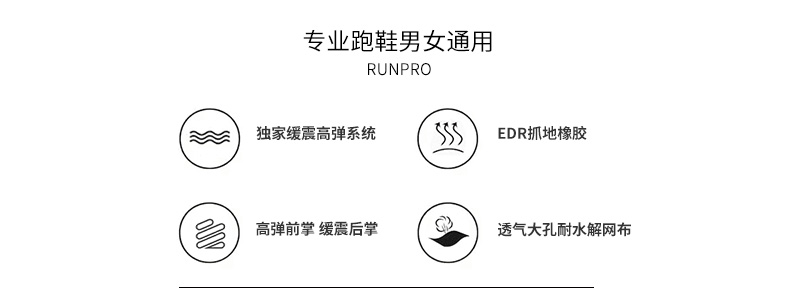 专业跑鞋男女通用
RUNPRO
独家缓震高弹系统
EDR抓地橡胶
高弹前掌 缓震后掌
透气大孔耐水解网布